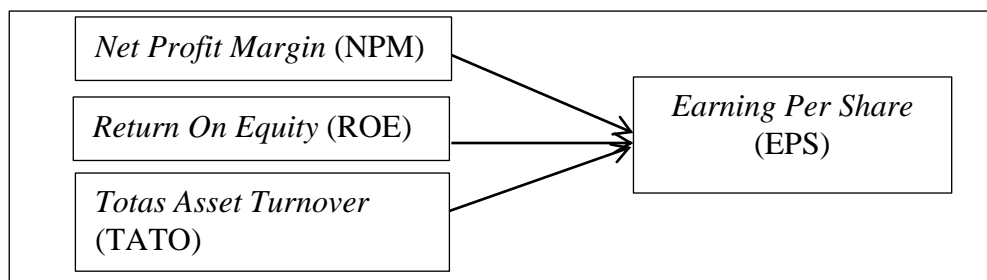 Net Profit Margin (NPM)
Return On Equity (ROE)
Totas Asset Turnover
(TATO)
Earning Per Share
(EPS)